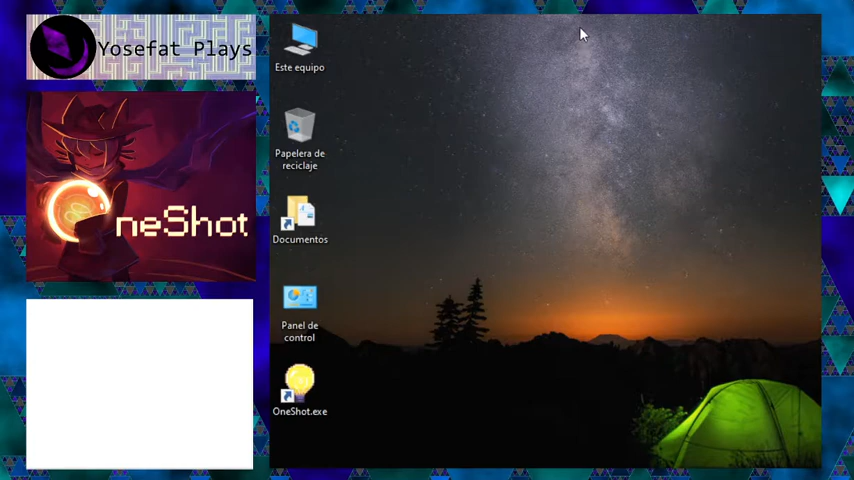 Yosefat Plays
neShot
Este equipo
Papelera de
reciclaje
Documentos
Panel de
control
OneShot.exe